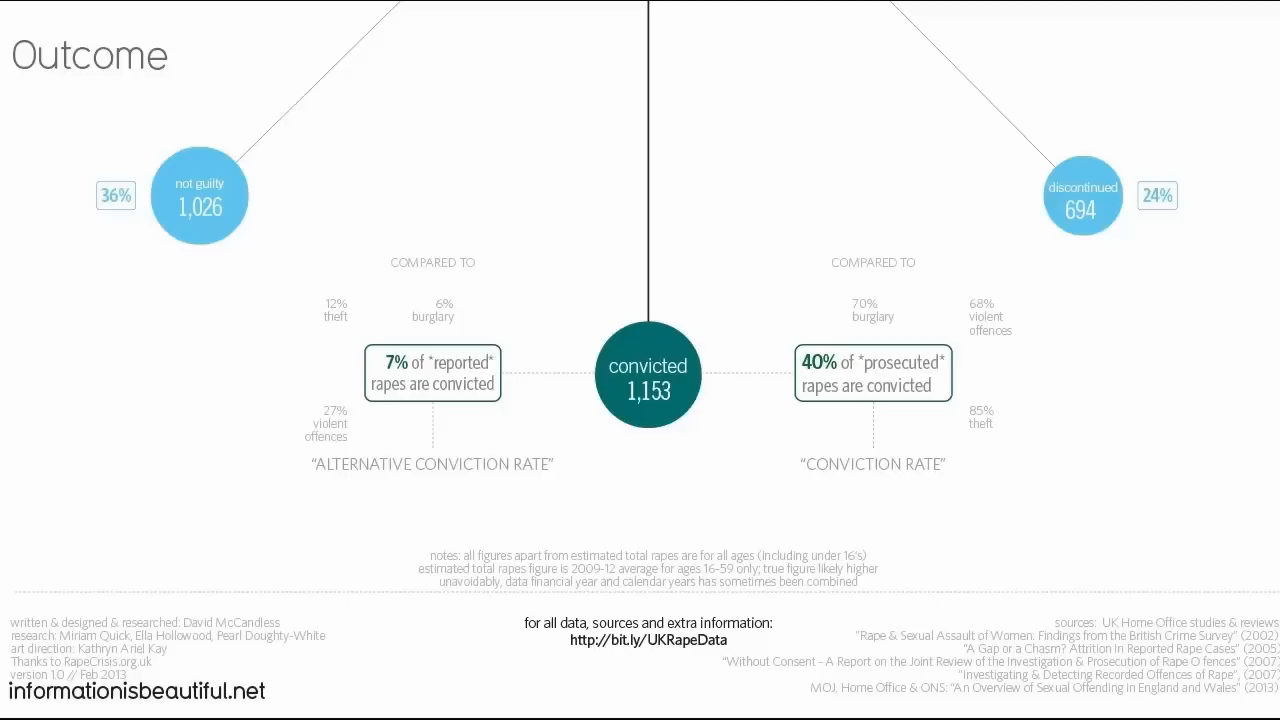 Outcome
36%
not guilty
1,026
discontinued
694
24%
COMPARED TO
12%
theft
6%
burglary
7% of *reported*
rapes are convicted
27%
violent
offences
"ALTERNATIVE CONVICTION RATE"
convicted
1,153
COMPARED TO
70%
burglary
68%
violent
offences
40% of *prosecuted*
rapes are convicted
85%
theft
"CONVICTION RATE"
notes: all figures apart from estimated total rapes are for all ages (including under 16's)
estimated total rapes figure is 2009-12 average for ages 16-59 only; true figure likely higher
unavoidably, data financial year and calendar years has sometimes been combined
written & designed & researched: David McCandless
research: Miriam Quick, Ella Hollowood, Pearl Doughty-White
art direction: Kathryn Ariel Kay
Thanks to RapeCrisis.org.uk
version 1.0 // Feb 2013
informationisbeautiful.net
for all data, sources and extra information:
http://bit.ly/UKRapeData
sources: UK Home Office studies & reviews
"Rape & Sexual Assault of Women: Findings from the British Crime Survey" (2002)
"A Gap or a Chasm? Attrition in Reported Rape Cases" (2005)
"Without Consent - A Report on the Joint Review of the Investigation & Prosecution of Rape O fences" (2007)
"Investigating & Detecting Recorded Offences of Rape", (2007)
MOJ, Home Office & ONS: "An Overview of Sexual Offending in England and Wales" (2013)